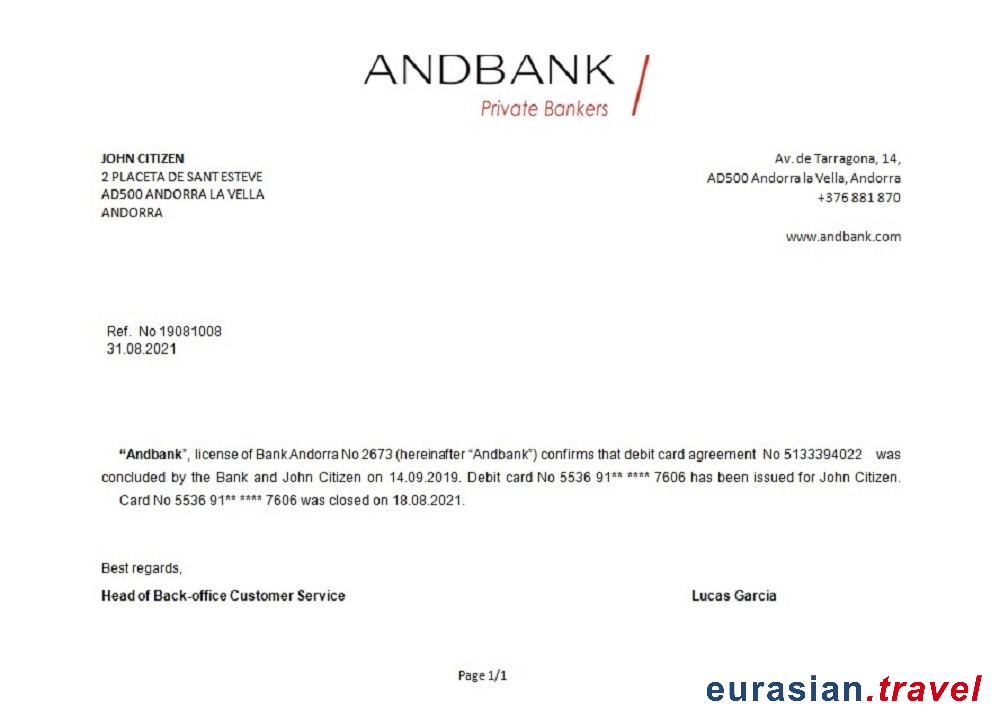 ANDBANK
Private Bankers
JOHN CITIZEN
2 PLACETA DE SANT ESTEVE
AD500 ANDORRA LA VELLA
ANDORRA
Av. de Tarragona, 14,
AD500 Andorra la Vella, Andorra
+376 881 870
www.andbank.com
Ref. No 19081008
31.08.2021
“Andbank”, license of Bank Andorra No 2673 (hereinafter “Andbank”) confirms that debit card agreement No 5133394022 was
concluded by the Bank and John Citizen on 14.09.2019. Debit card No 5536 91** **** 7606 has been issued for John Citizen.
Card No 5536 91** **** 7606 was closed on 18.08.2021.
Best regards,
Head of Back-office Customer Service
Lucas Garcia
Page 1/1
eurasian.travel